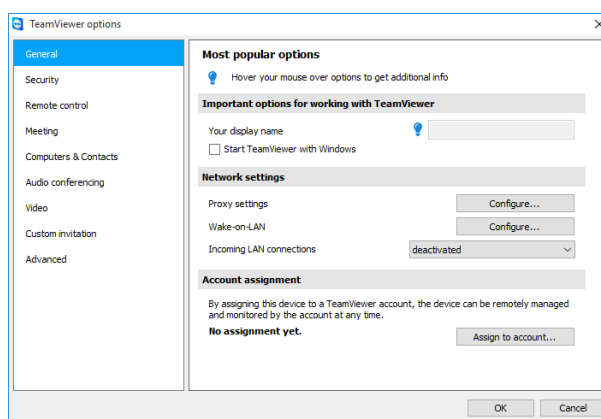 TeamViewer options
General
Security
Remote control
Meeting
Computers & Contacts
Audio conferencing
Video
Custom invitation
Advanced
Most popular options
Hover your mouse over options to get additional info
Important options for working with TeamViewer
Your display name
Start TeamViewer with Windows
Network settings
Proxy settings
Configure...
Wake-on-LAN
Configure...
Incoming LAN connections
deactivated
Account assignment
By assigning this device to a TeamViewer account, the device can be remotely managed
and monitored by the account at any time.
No assignment yet.
Assign to account...
OK
Cancel